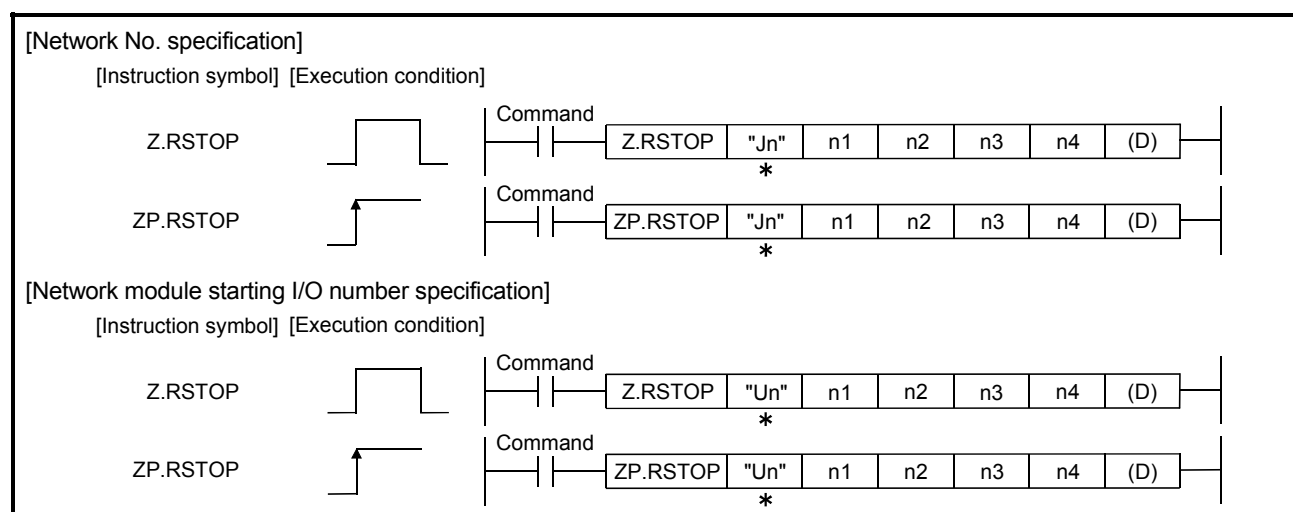 [Network No. specification]
[Instruction symbol] [Execution condition]
Command
Z.RSTOP Z.RSTOP "Jn" n1 n2 n3 n4 (D)
*
Command
ZP.RSTOP ZP.RSTOP "Jn" n1 n2 n3 n4 (D)
*
[Network module starting I/O number specification]
[Instruction symbol] [Execution condition]
Command
Z.RSTOP Z.RSTOP "Un" n1 n2 n3 n4 (D)
*
Command
ZP.RSTOP ZP.RSTOP "Un" n1 n2 n3 n4 (D)
*